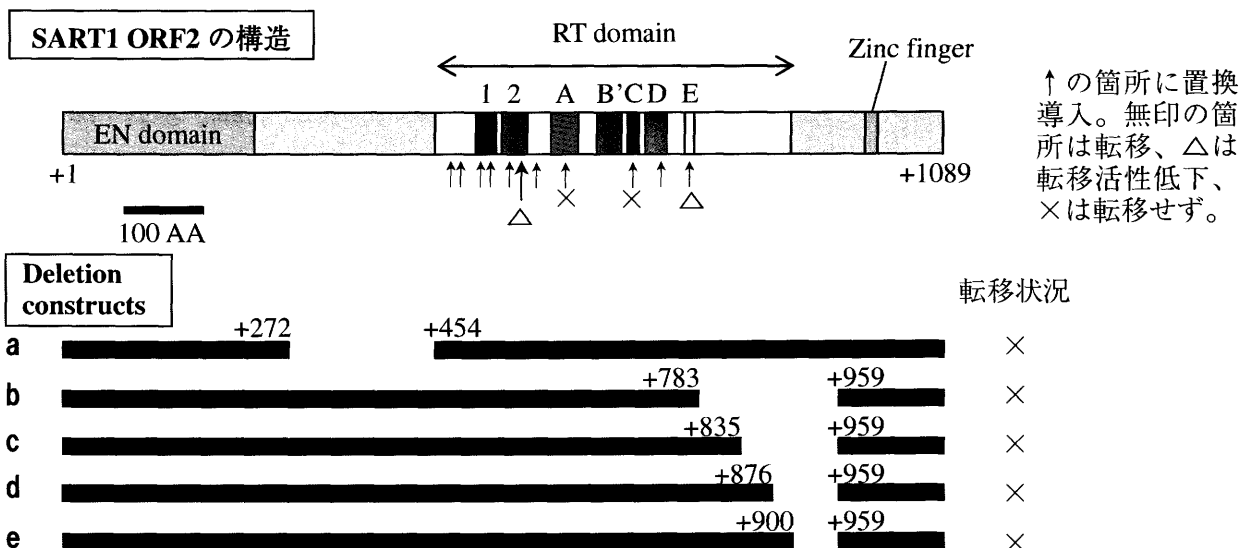 SART1 ORF2 の構造
RT domain
Zinc finger
1 2 A B' C D E
EN domain
+1
+1089
× × 
△ △
100 AA
↑の箇所に置換
導入。無印の箇
所は転移、△は
転移活性低下、
×は転移せず。
Deletion
constructs
転移状況
a +272 +454 ×
b +783 +959 ×
c +835 +959 ×
d +876 +959 ×
e +900 +959 ×